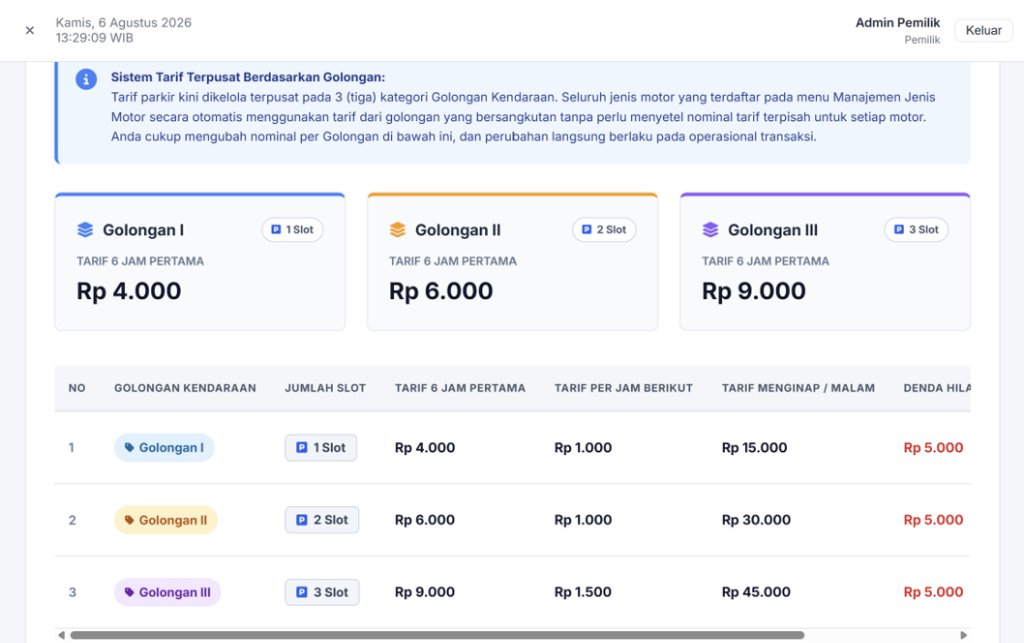 Kamis, 6 Agustus 2026
13:29:09 WIB
Admin Pemilik
Pemilik
Keluar
Sistem Tarif Terpusat Berdasarkan Golongan:
Tarif parkir kini dikelola terpusat pada 3 (tiga) kategori Golongan Kendaraan. Seluruh jenis motor yang terdaftar pada menu Manajemen Jenis
Motor secara otomatis menggunakan tarif dari golongan yang bersangkutan tanpa perlu menyetel nominal tarif terpisah untuk setiap motor.
Anda cukup mengubah nominal per Golongan di bawah ini, dan perubahan langsung berlaku pada operasional transaksi.
Golongan I
P 1 Slot
TARIF 6 JAM PERTAMA
Rp 4.000
Golongan II
P 2 Slot
TARIF 6 JAM PERTAMA
Rp 6.000
Golongan III
P 3 Slot
TARIF 6 JAM PERTAMA
Rp 9.000
NO GOLONGAN KENDARAAN JUMLAH SLOT TARIF 6 JAM PERTAMA TARIF PER JAM BERIKUT TARIF MENGINAP / MALAM DENDA HILA
1 Golongan I P 1 Slot Rp 4.000 Rp 1.000 Rp 15.000 Rp 5.000
2 Golongan II P 2 Slot Rp 6.000 Rp 1.000 Rp 30.000 Rp 5.000
3 Golongan III P 3 Slot Rp 9.000 Rp 1.500 Rp 45.000 Rp 5.000